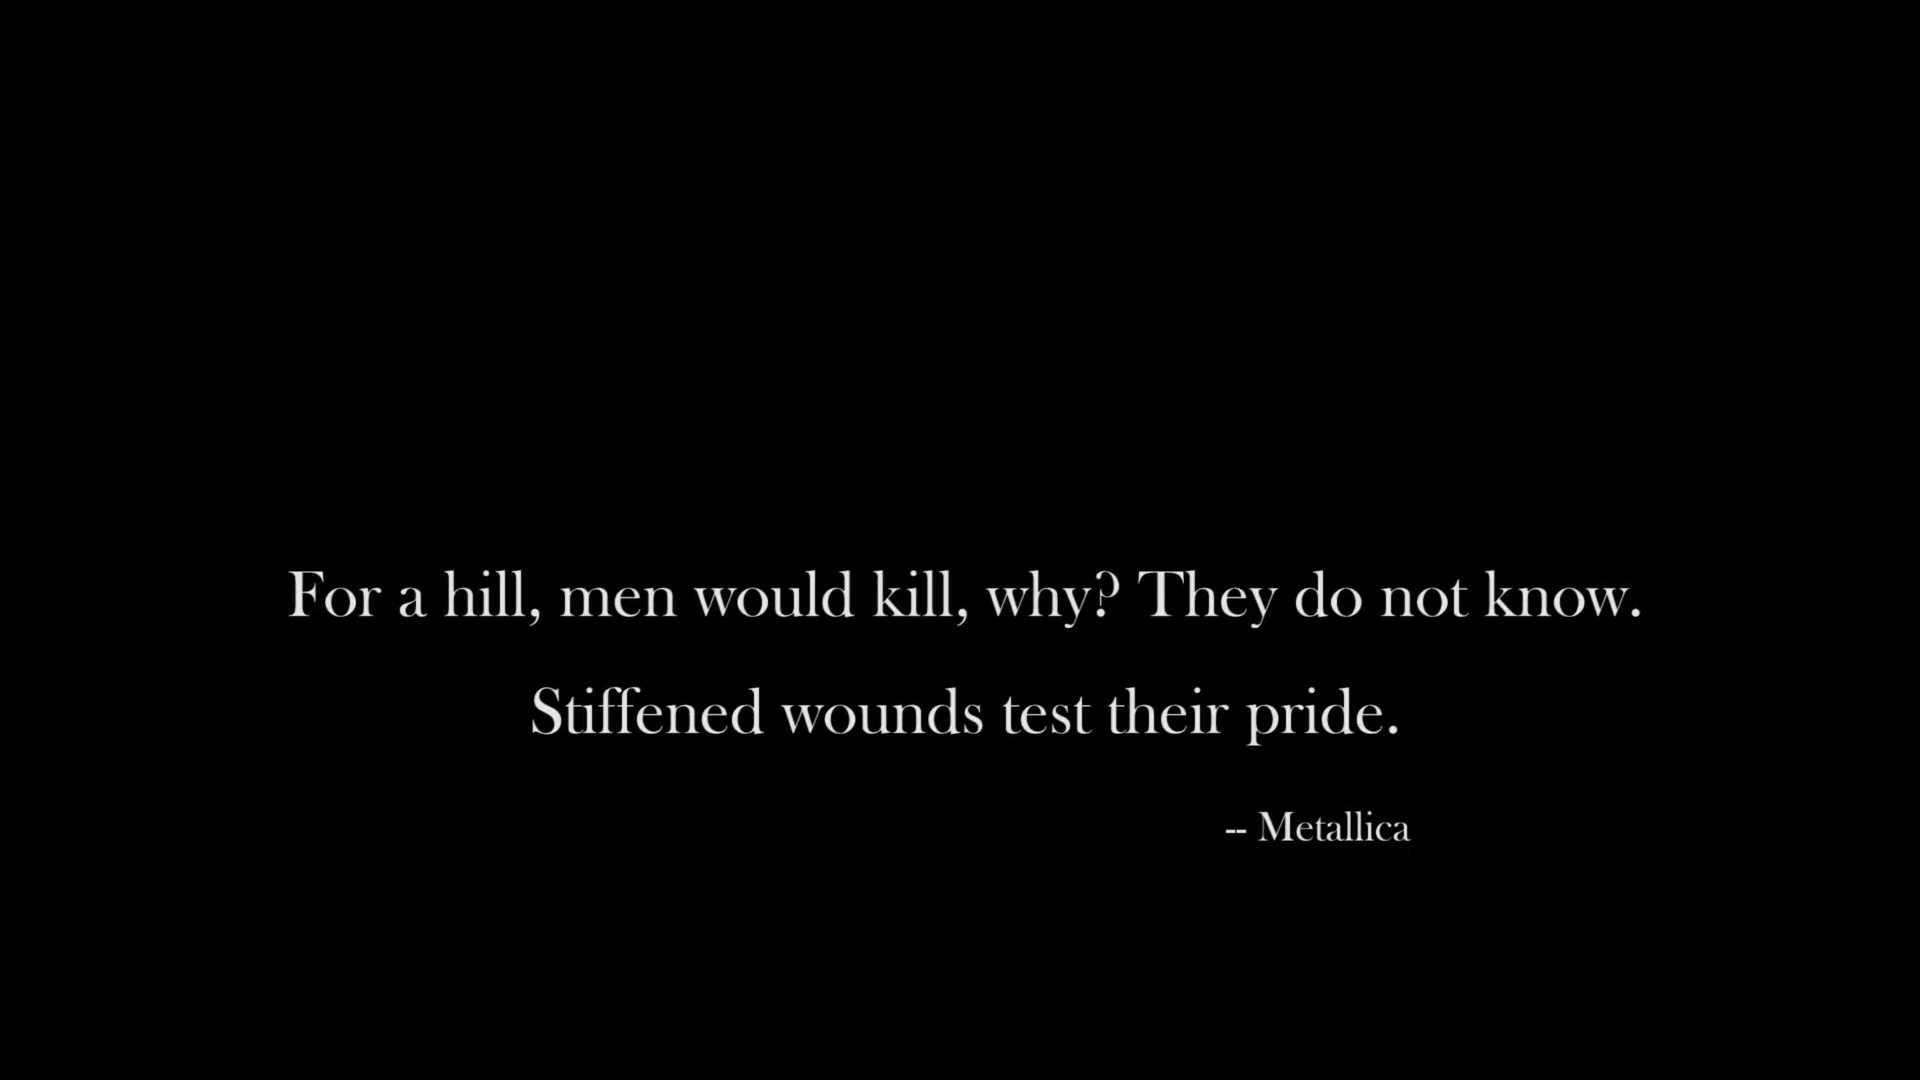 For a hill, men would kill, why? They do not know.
Stiffened wounds test their pride.
-- Metallica